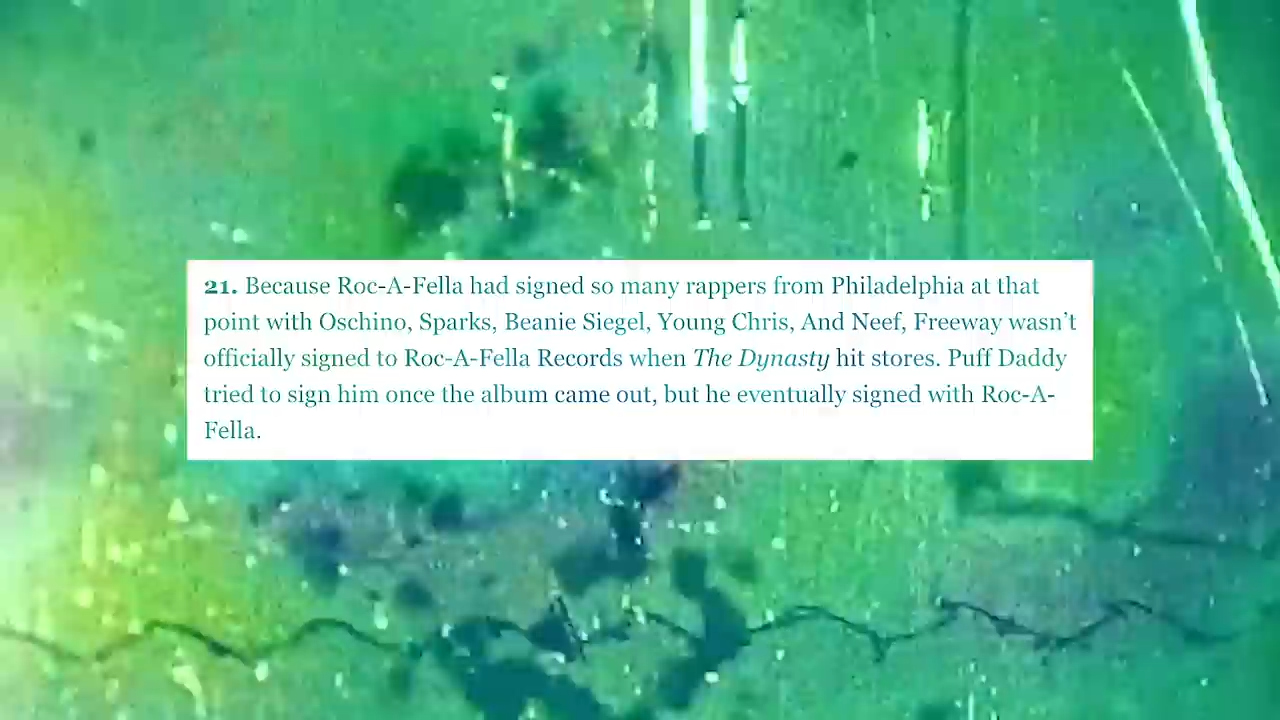 21. Because Roc-A-Fella had signed so many rappers from Philadelphia at that
point with Oschino, Sparks, Beanie Siegel, Young Chris, And Neef, Freeway wasn’t
officially signed to Roc-A-Fella Records when The Dynasty hit stores. Puff Daddy
tried to sign him once the album came out, but he eventually signed with Roc-A-
Fella.